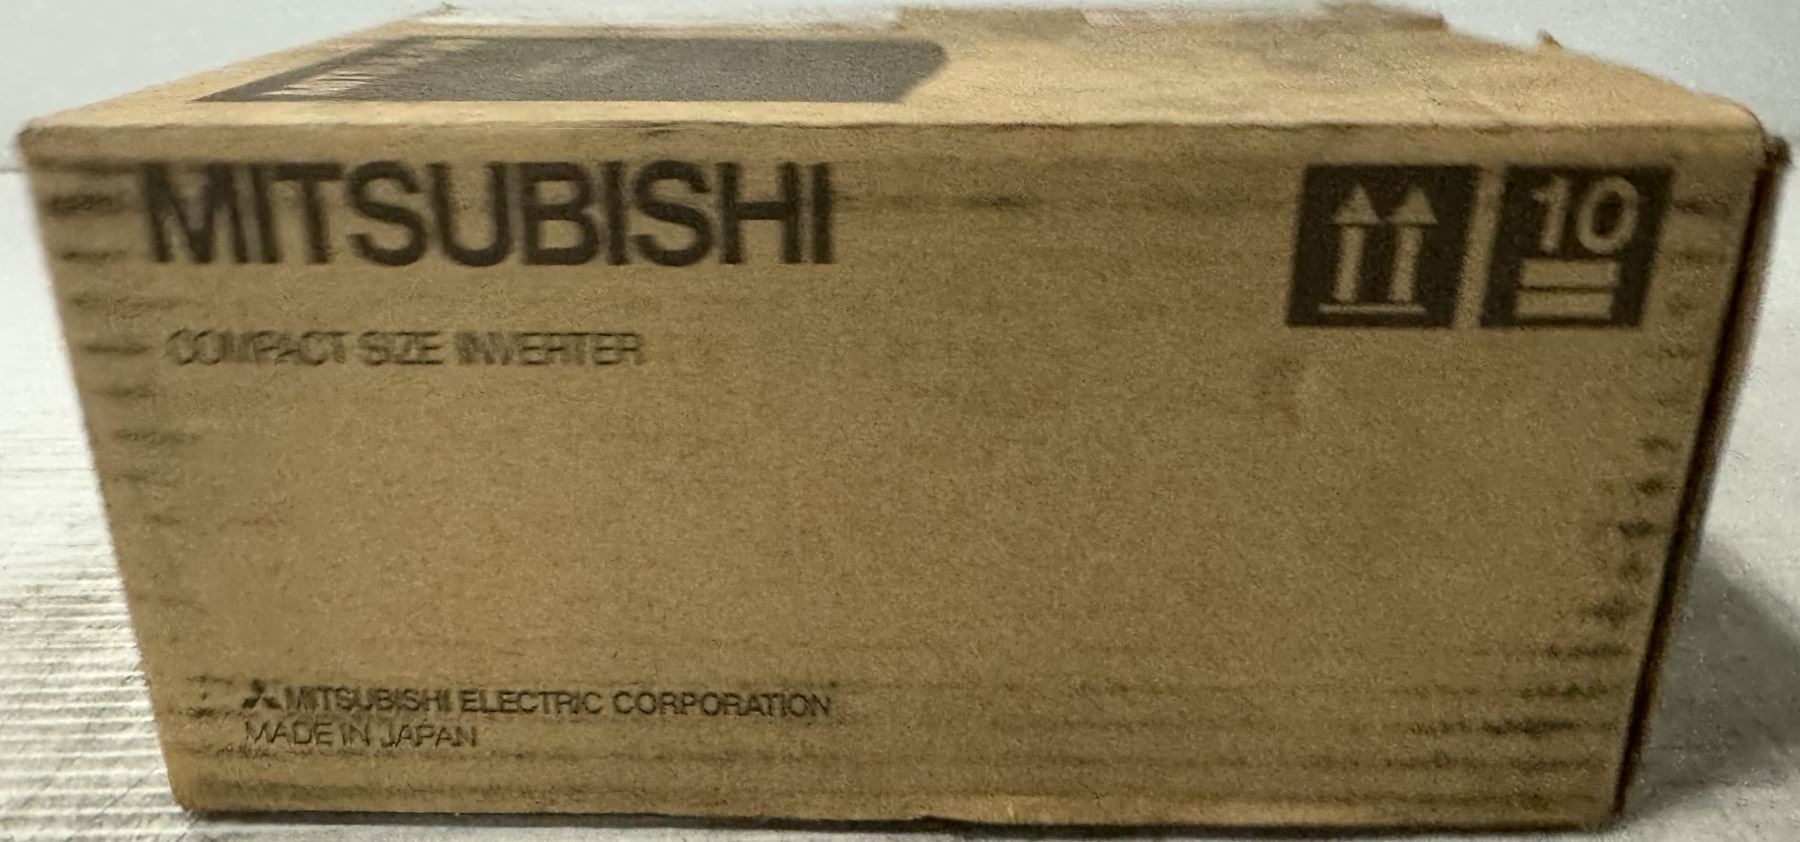 MITSUBISHI
10
COMPACT SIZE INVERTER
MITSUBISHI ELECTRIC CORPORATION
MADE IN JAPAN